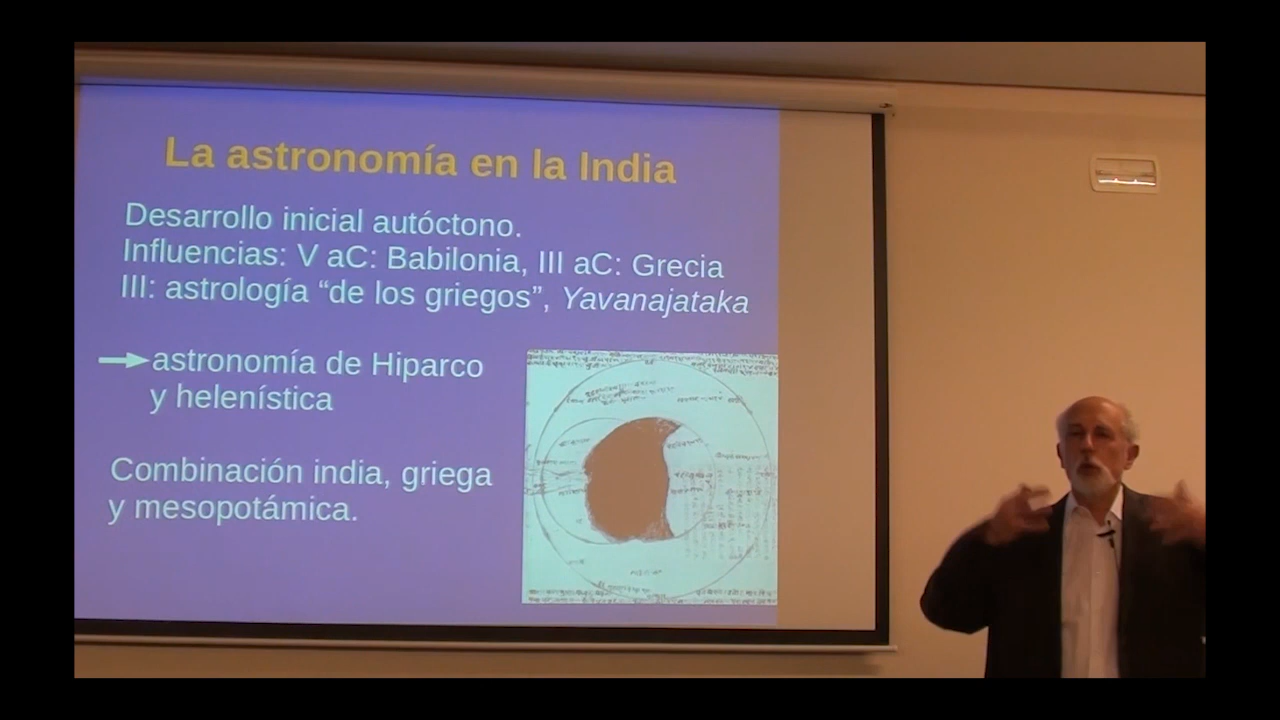 La astronomía en la India
Desarrollo inicial autóctono.
Influencias: V aC: Babilonia, III aC: Grecia
III: astrología “de los griegos”, Yavanajataka
astronomía de Hiparco
y helenística
Combinación india, griega
y mesopotámica.